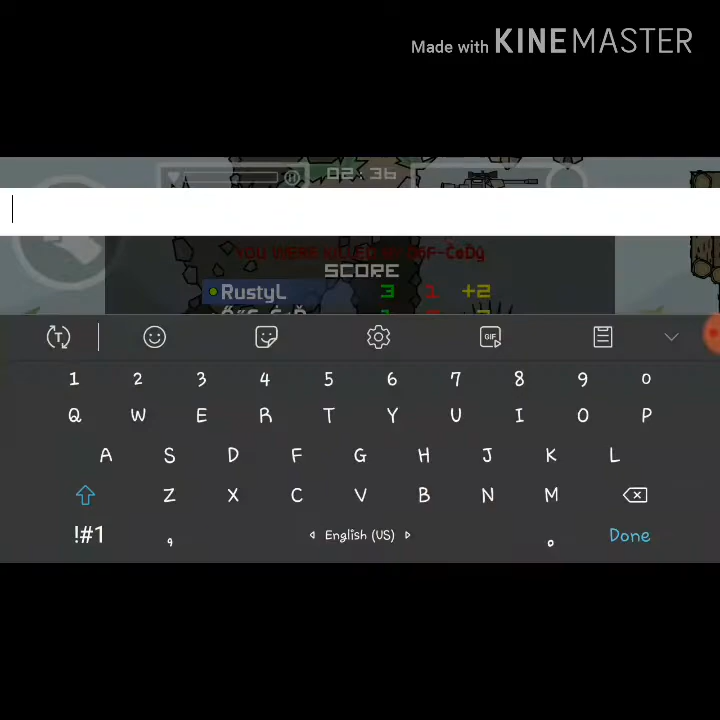 Made with KINEMASTER
02:36
YOU WERE KILLED BY
SCORE
RustyL 3 1 +2
T GIF
1 2 3 4 5 6 7 8 9 0
Q W E R T Y U I O P
A S D F G H J K L
Z X C V B N M
!#1 , English (US) . Done